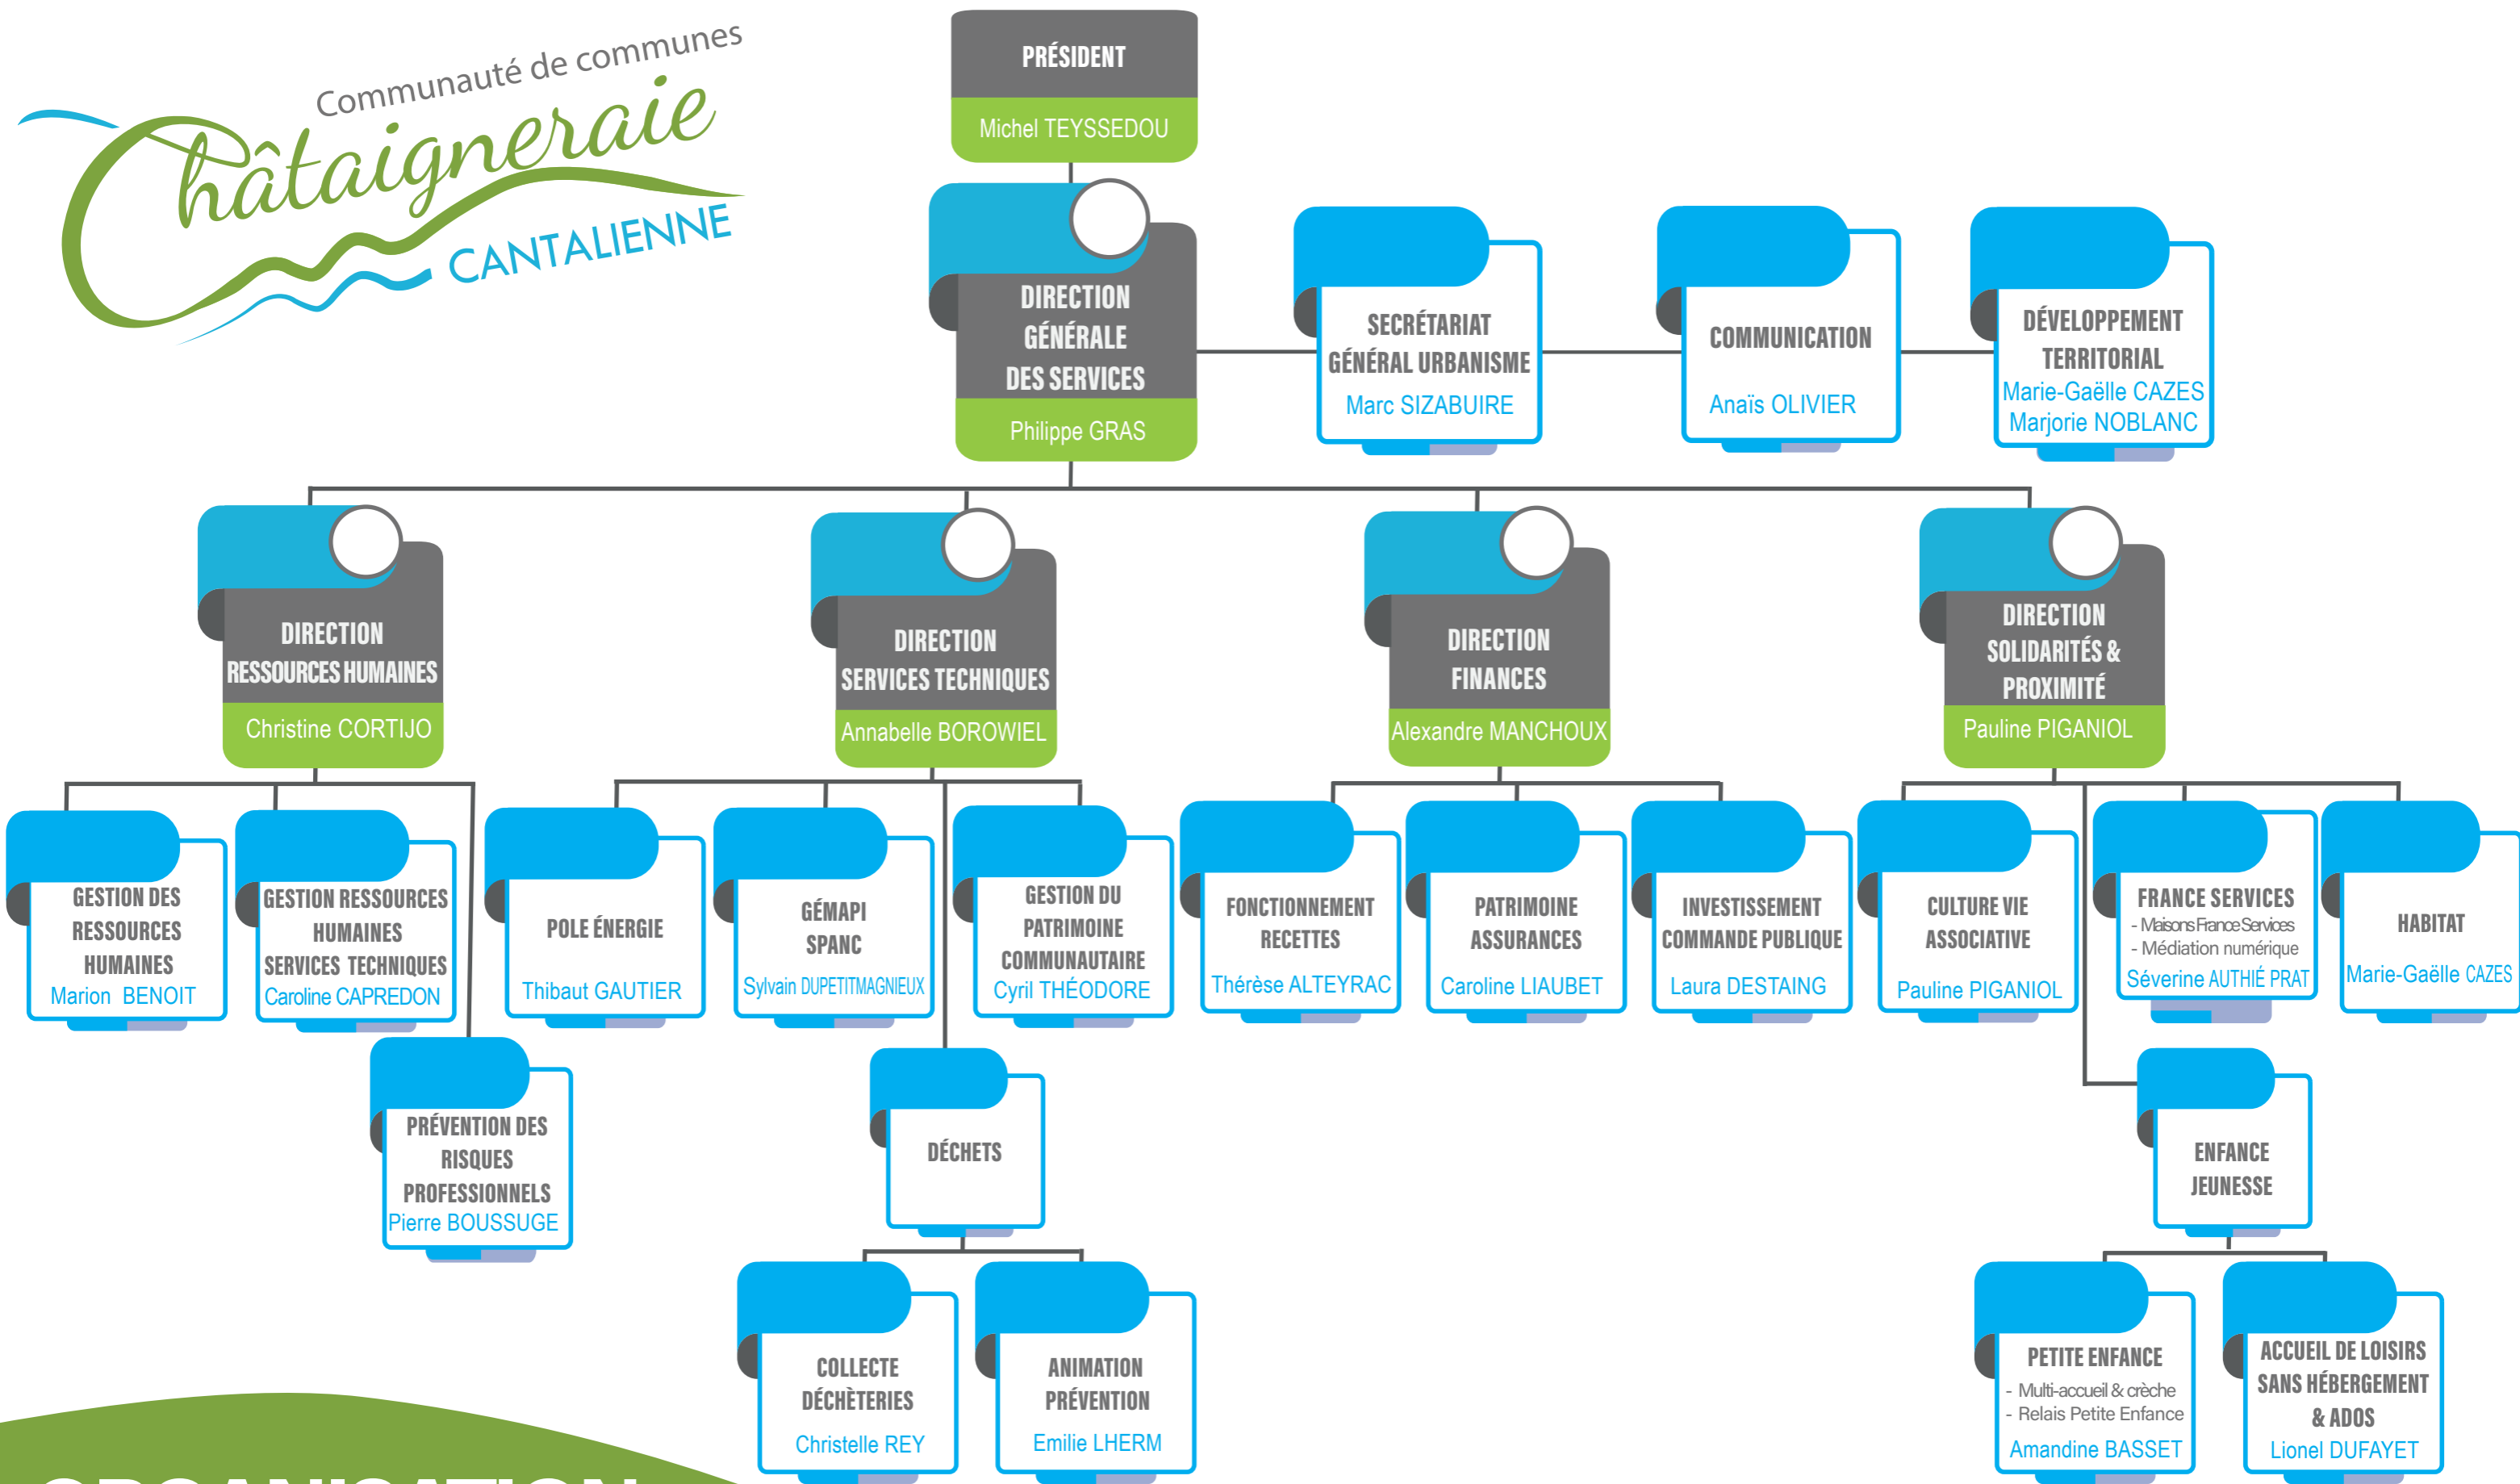 Communauté de communes
Châtaigneraie
CANTALIENNE
PRÉSIDENT
Michel TEYSSEDOU
DIRECTION
GÉNÉRALE
DES SERVICES
Philippe GRAS
SECRÉTARIAT
GÉNÉRAL URBANISME
Marc SIZABUIRE
COMMUNICATION
Anaïs OLIVIER
DÉVELOPPEMENT
TERRITORIAL
Marie-Gaëlle CAZES
Marjorie NOBLANC
DIRECTION
RESSOURCES HUMAINES
Christine CORTIJO
DIRECTION
SERVICES TECHNIQUES
Annabelle BOROWIEL
DIRECTION
FINANCES
Alexandre MANCHOUX
DIRECTION
SOLIDARITÉS &
PROXIMITÉ
Pauline PIGANIOL
GESTION DES
RESSOURCES
HUMAINES
Marion BENOIT
GESTION RESSOURCES
HUMAINES
SERVICES TECHNIQUES
Caroline CAPREDON
POLE ÉNERGIE
Thibaut GAUTIER
GÉMAPI
SPANC
Sylvain DUPETITMAGNIEUX
GESTION DU
PATRIMOINE
COMMUNAUTAIRE
Cyril THÉODORE
FONCTIONNEMENT
RECETTES
Thérèse ALTEYRAC
PATRIMOINE
ASSURANCES
Caroline LIAUBET
INVESTISSEMENT
COMMANDE PUBLIQUE
Laura DESTAING
CULTURE VIE
ASSOCIATIVE
Pauline PIGANIOL
FRANCE SERVICES
- Maisons France Services
- Médiation numérique
Séverine AUTHIÉ PRAT
HABITAT
Marie-Gaëlle CAZES
PRÉVENTION DES
RISQUES
PROFESSIONNELS
Pierre BOUSSUGE
DÉCHETS
ENFANCE
JEUNESSE
COLLECTE
DÉCHÈTERIES
Christelle REY
ANIMATION
PRÉVENTION
Emilie LHERM
PETITE ENFANCE
- Multi-accueil & crèche
- Relais Petite Enfance
Amandine BASSET
ACCUEIL DE LOISIRS
SANS HÉBERGEMENT
& ADOS
Lionel DUFAYET
ORGANISATION